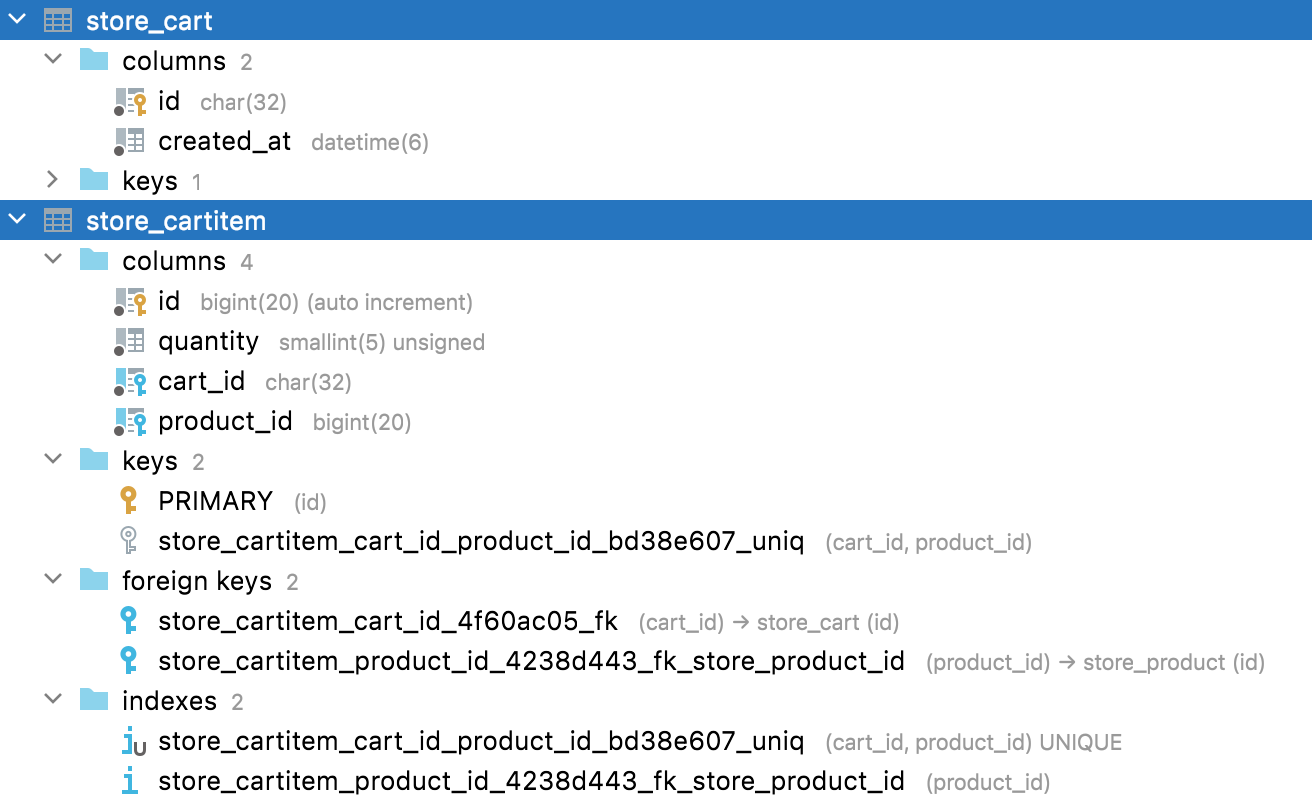 store_cart
columns 2
id char(32)
created_at datetime(6)
keys 1
store_cartitem
columns 4
id bigint(20) (auto increment)
quantity smallint(5) unsigned
cart_id char(32)
product_id bigint(20)
keys 2
PRIMARY (id)
store_cartitem_cart_id_product_id_bd38e607_uniq (cart_id, product_id)
foreign keys 2
store_cartitem_cart_id_4f60ac05_fk (cart_id) → store_cart (id)
store_cartitem_product_id_4238d443_fk_store_product_id (product_id) → store_product (id)
indexes 2
store_cartitem_cart_id_product_id_bd38e607_uniq (cart_id, product_id) UNIQUE
store_cartitem_product_id_4238d443_fk_store_product_id (product_id)